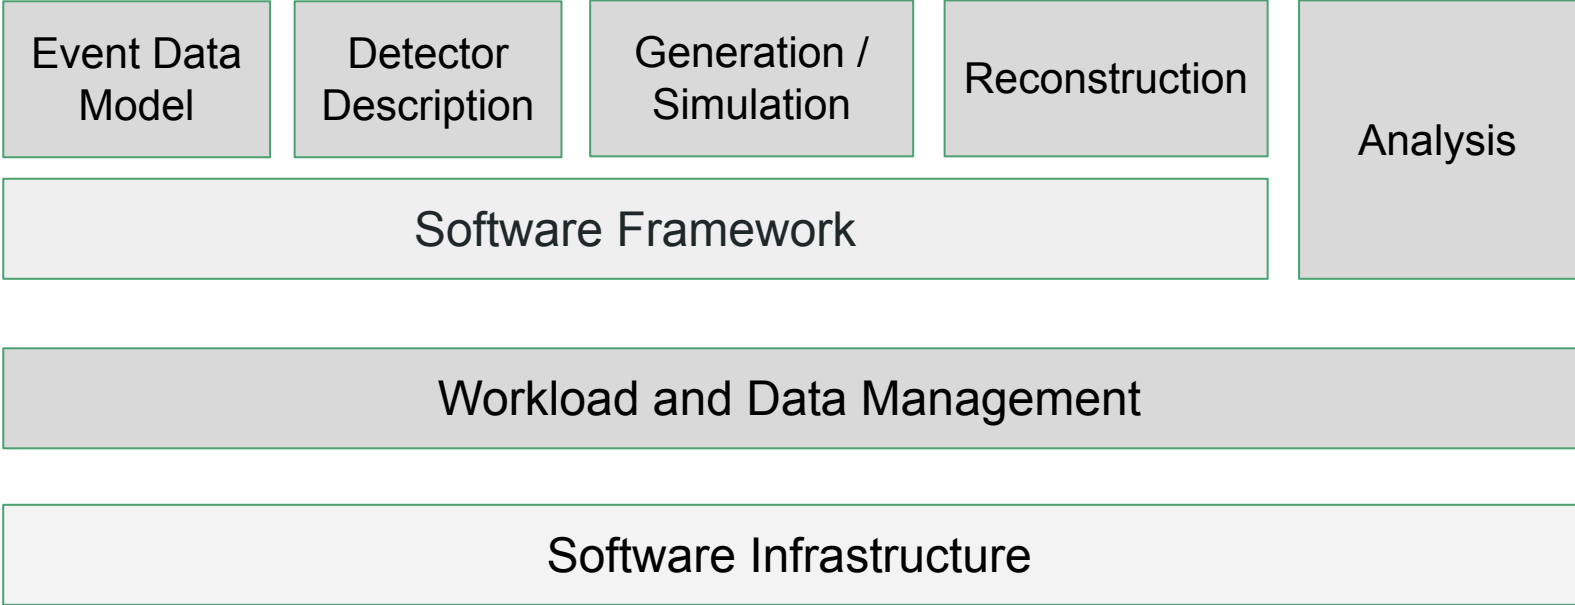 Event Data
Model
Detector
Description
Generation /
Simulation
Reconstruction
Analysis
Software Framework
Workload and Data Management
Software Infrastructure